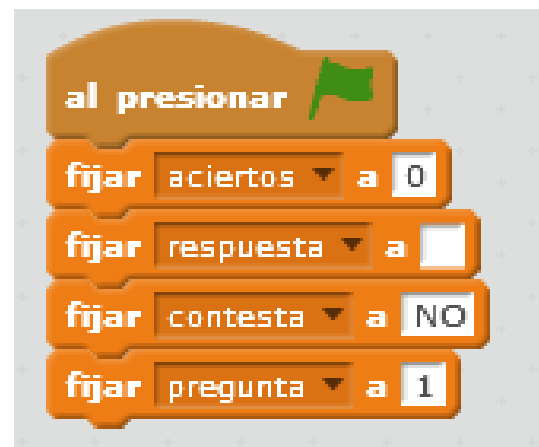 al presionar
fijar aciertos a 0
fijar respuesta a
fijar contesta a NO
fijar pregunta a 1